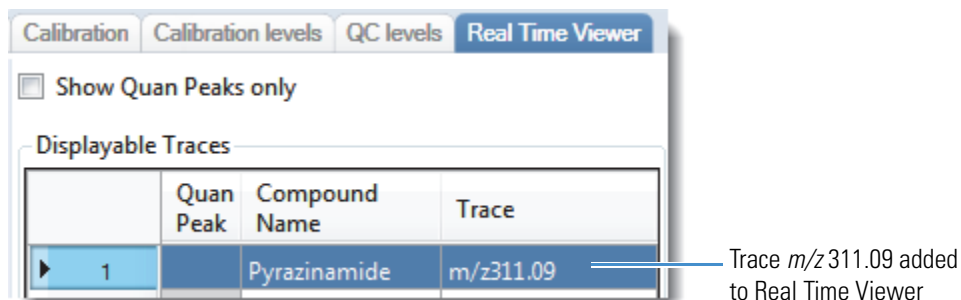 Calibration Calibration levels QC levels Real Time Viewer
Show Quan Peaks only
Displayable Traces
Quan Peak Compound Name Trace
1 Pyrazinamide m/z311.09
Trace m/z 311.09 added
to Real Time Viewer